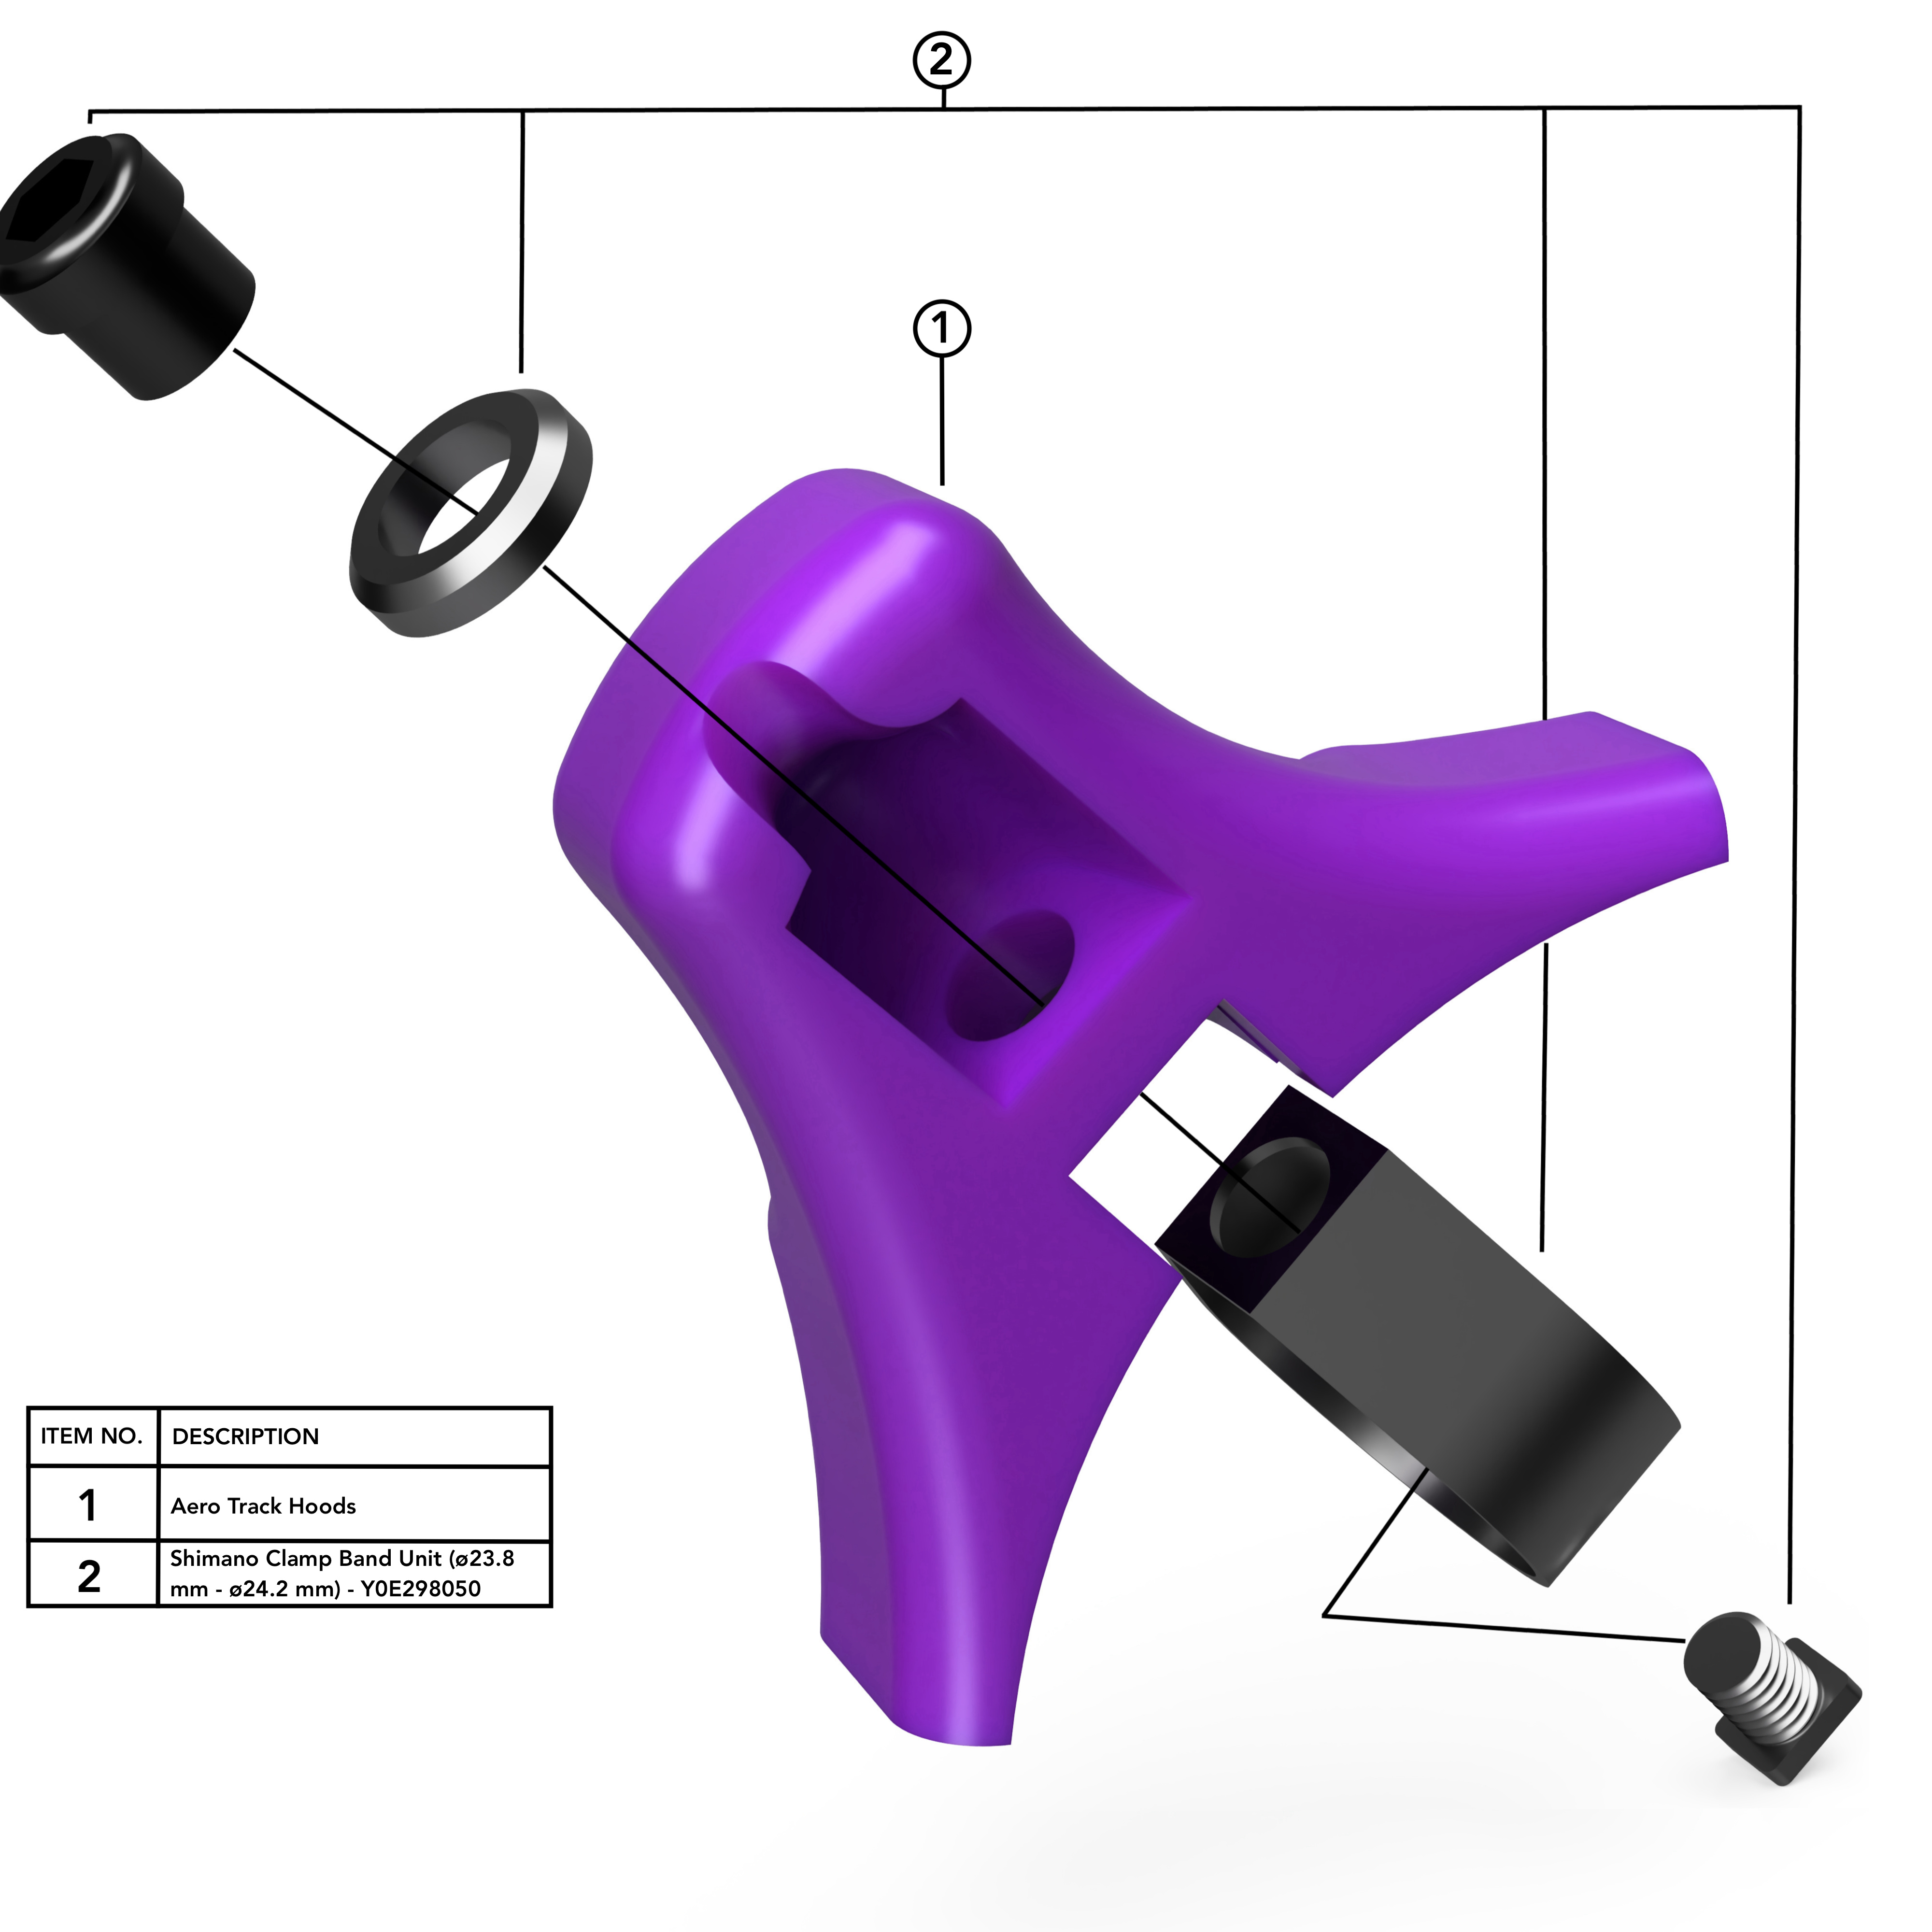 2
1
ITEM NO. DESCRIPTION
1 Aero Track Hoods
2 Shimano Clamp Band Unit (ø23.8
mm - ø24.2 mm) - Y0E298050